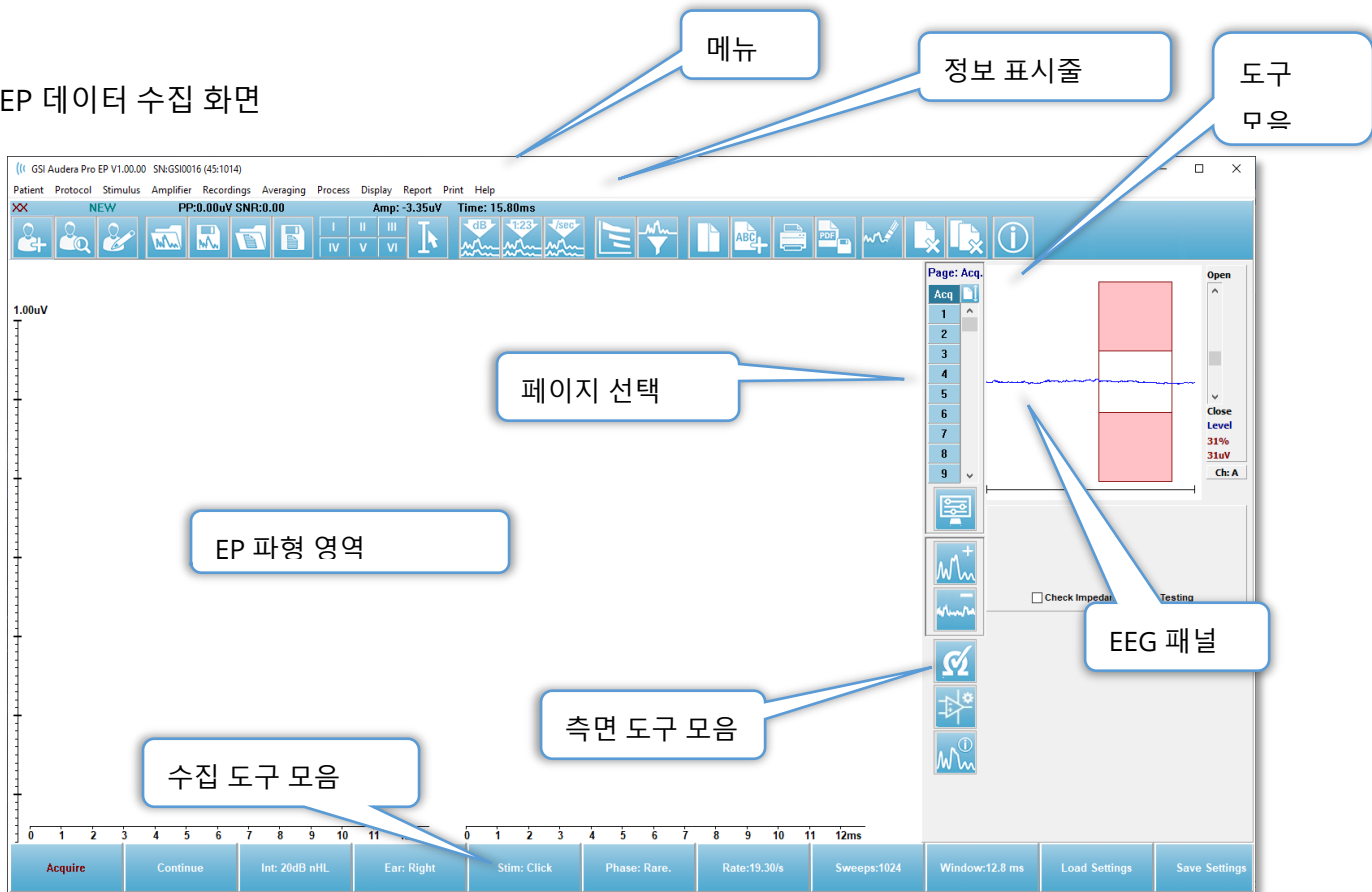 메뉴
정보 표시줄
도구
모음
EP 데이터 수집 화면
GSI Audera Pro EP V1.00.00 SN:GSI0016 (45:1014)
Patient Protocol Stimulus Amplifier Recordings Averaging Process Display Report Print Help
NEW PP:0.00uV SNR:0.00 Amp: -3.35uV Time: 15.80ms
I II III
IV V VI
dB 1:23 /sec
ABC
PDF
Page: Acq.
Open
Acq
1
2
3
4
5
6
7
8
9
1.00uV
Close
Level
31%
31uV
Ch: A
페이지 선택
EP 파형 영역
Check Testing
EEG 패널
측면 도구 모음
수집 도구 모음
0 1 2 3 4 5 6 7 8 9 10 11
0 1 2 3 4 5 6 7 8 9 10 11 12ms
Acquire Continue Int: 20dB nHL Ear: Right Stim: Click Phase: Rare. Rate:19.30/s Sweeps:1024 Window:12.8 ms Load Settings Save Settings